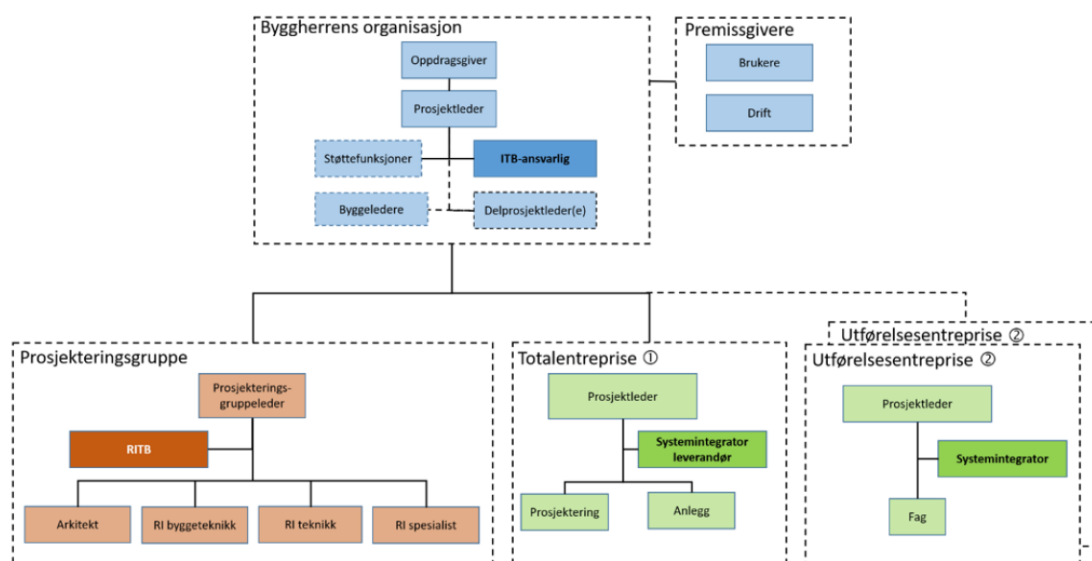 Byggherrens organisasjon
Oppdragsgiver
Prosjektleder
Støttefunksjoner
ITB-ansvarlig
Byggeledere
Delprosjektleder(e)
Premissgivere
Brukere
Drift
Prosjekteringsgruppe
Prosjekterings-
gruppeleder
RITB
Arkitekt
RI byggeteknikk
RI teknikk
RI spesialist
Totalentreprise ①
Prosjektleder
Systemintegrator
leverandør
Prosjektering
Anlegg
Utførelsesentreprise ②
Utførelsesentreprise ②
Prosjektleder
Systemintegrator
Fag